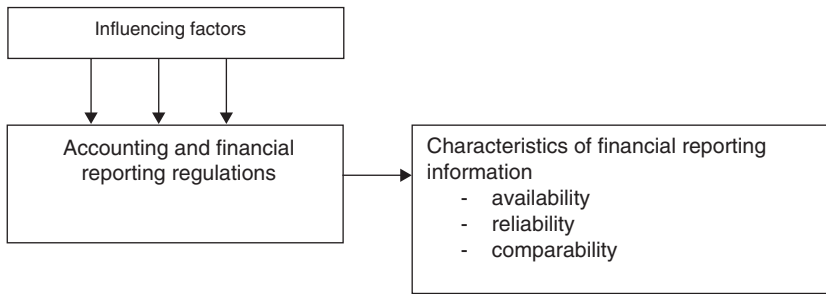 Influencing factors
Accounting and financial
reporting regulations
Characteristics of financial reporting
information
- availability
- reliability
- comparability